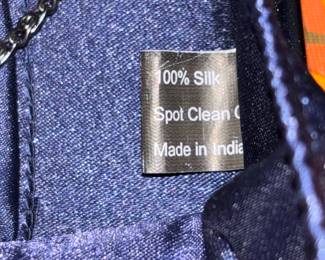 100% Silk
Spot Clean
Made in India